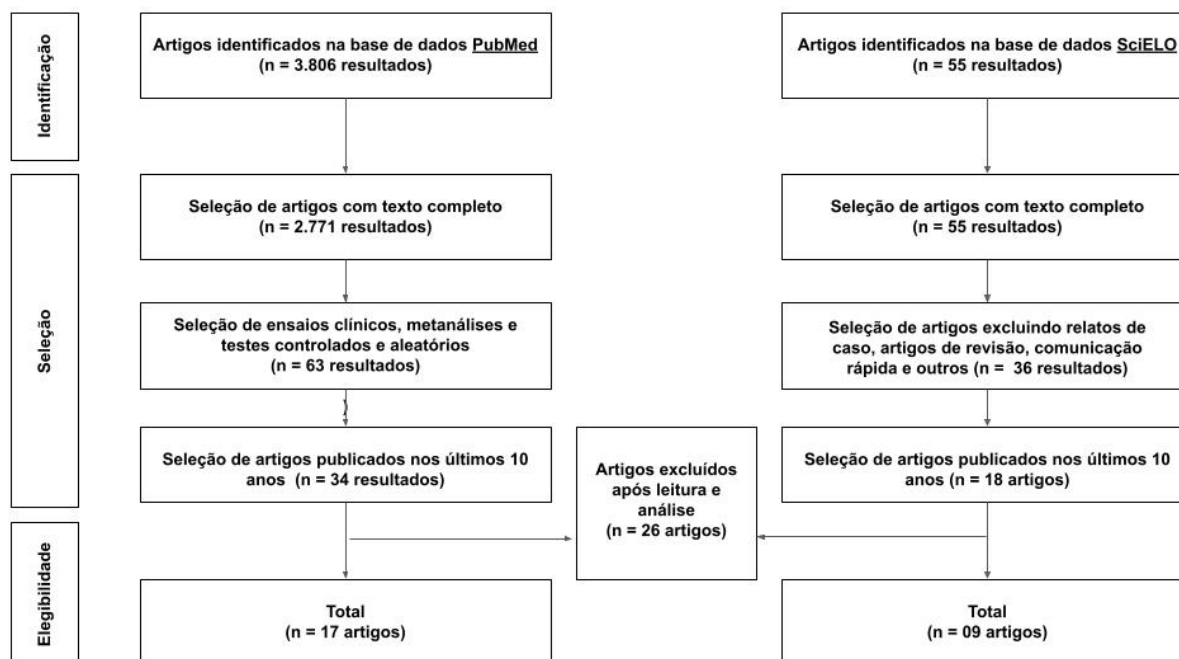 Identificação
Artigos identificados na base de dados PubMed
(n = 3.806 resultados)
Artigos identificados na base de dados SciELO
(n = 55 resultados)
Seleção
Seleção de artigos com texto completo
(n = 2.771 resultados)
Seleção de artigos com texto completo
(n = 55 resultados)
Seleção de ensaios clínicos, metanálises e
testes controlados e aleatórios
(n = 63 resultados)
Seleção de artigos excluindo relatos de
caso, artigos de revisão, comunicação
rápida e outros (n = 36 resultados)
Seleção de artigos publicados nos últimos 10
anos (n = 34 resultados)
Artigos excluídos
após leitura e
análise
(n = 26 artigos)
Seleção de artigos publicados nos últimos 10
anos (n = 18 artigos)
Elegibilidade
Total
(n = 17 artigos)
Total
(n = 09 artigos)